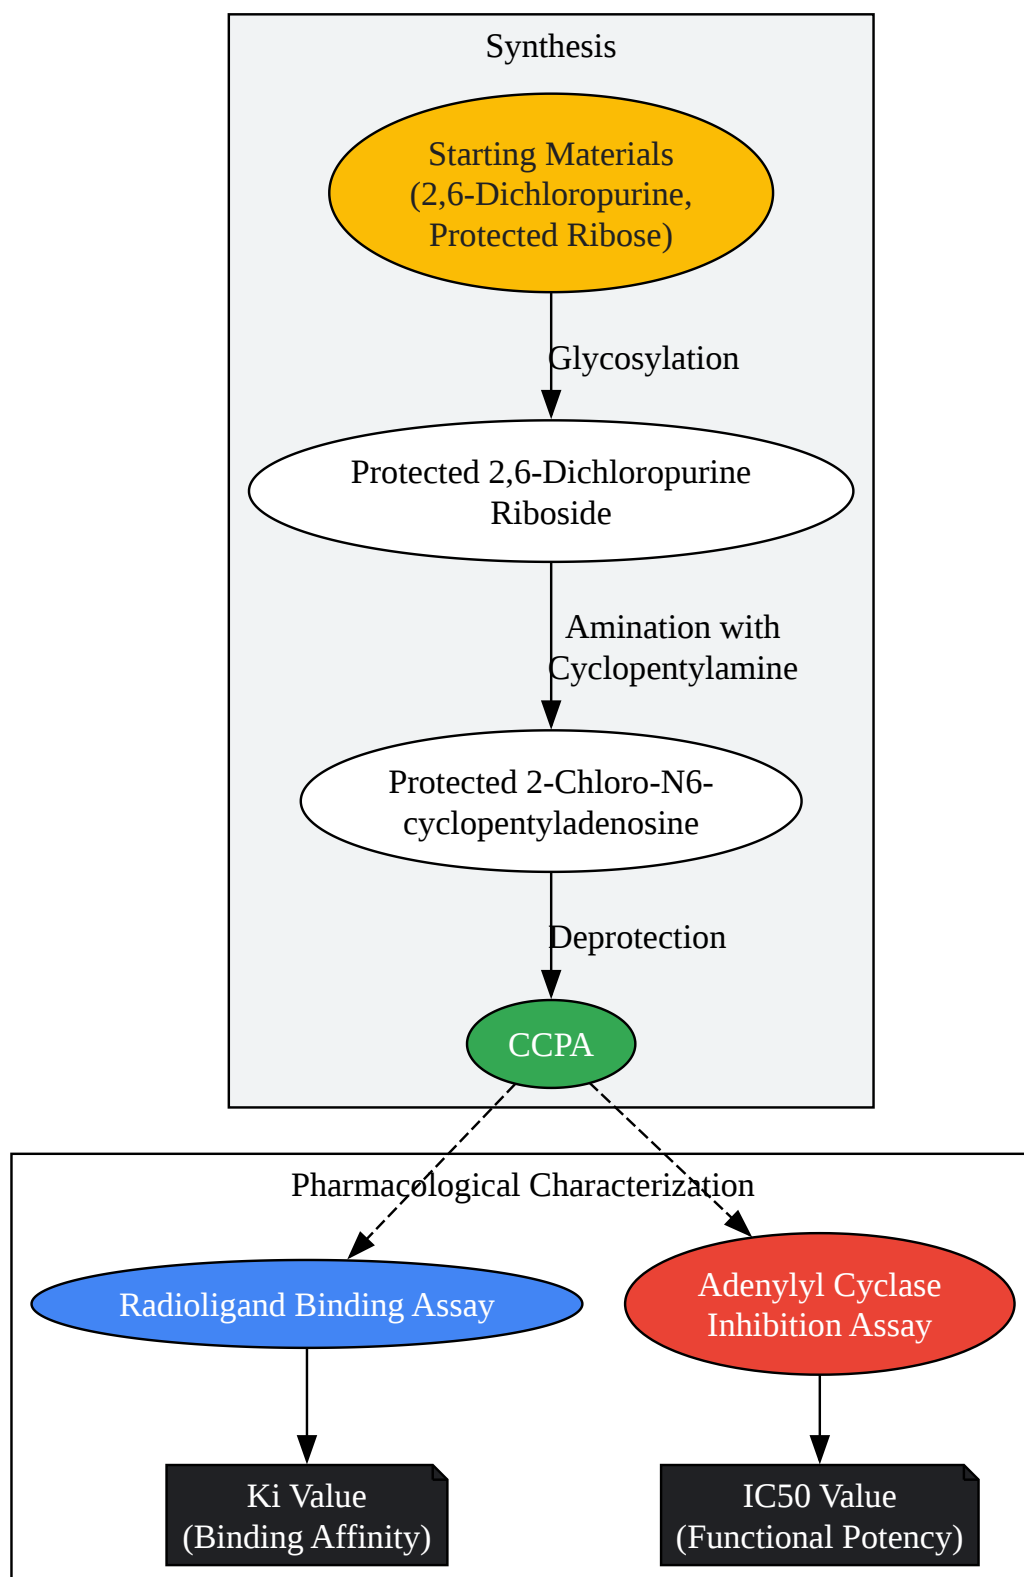 Synthesis
Starting Materials
(2,6-Dichloropurine,
Protected Ribose)
Glycosylation
Protected 2,6-Dichloropurine
Riboside
Amination with
Cyclopentylamine
Protected 2-Chloro-N6-
cyclopentyladenosine
Deprotection
CCPA
Pharmacological Characterization
Radioligand Binding Assay
Adenylyl Cyclase
Inhibition Assay
Ki Value
(Binding Affinity)
IC50 Value
(Functional Potency)